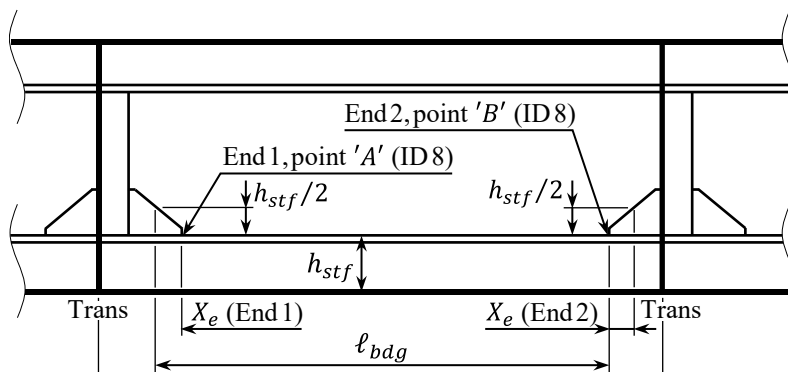 End 2, point 'B' (ID 8)
End 1, point 'A' (ID 8)
h_stf/2
h_stf/2
h_stf
Trans
X_e (End 1)
X_e (End 2)
Trans
ℓ_bdg